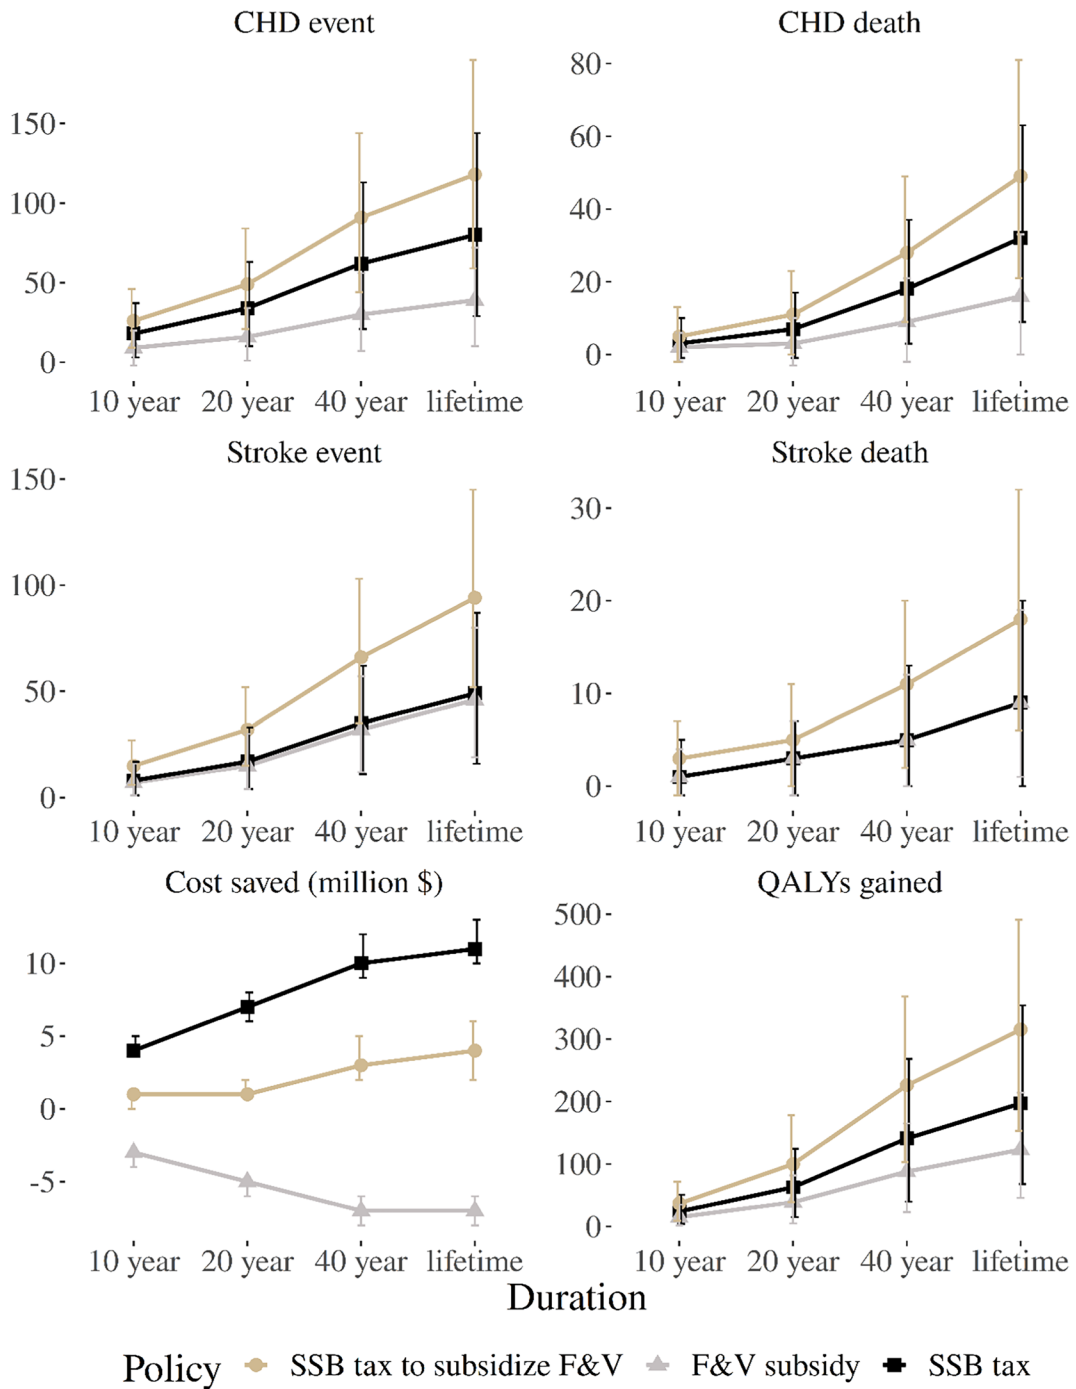 CHD event
150
100
50
0
10 year 20 year 40 year lifetime
CHD death
80
60
40
20
0
10 year 20 year 40 year lifetime
Stroke event
150
100
50
0
10 year 20 year 40 year lifetime
Stroke death
30
20
10
0
10 year 20 year 40 year lifetime
Cost saved (million $)
10
5
0
-5
10 year 20 year 40 year lifetime
QALYs gained
500
400
300
200
100
0
10 year 20 year 40 year lifetime
Duration
Policy SSB tax to subsidize F&V F&V subsidy SSB tax